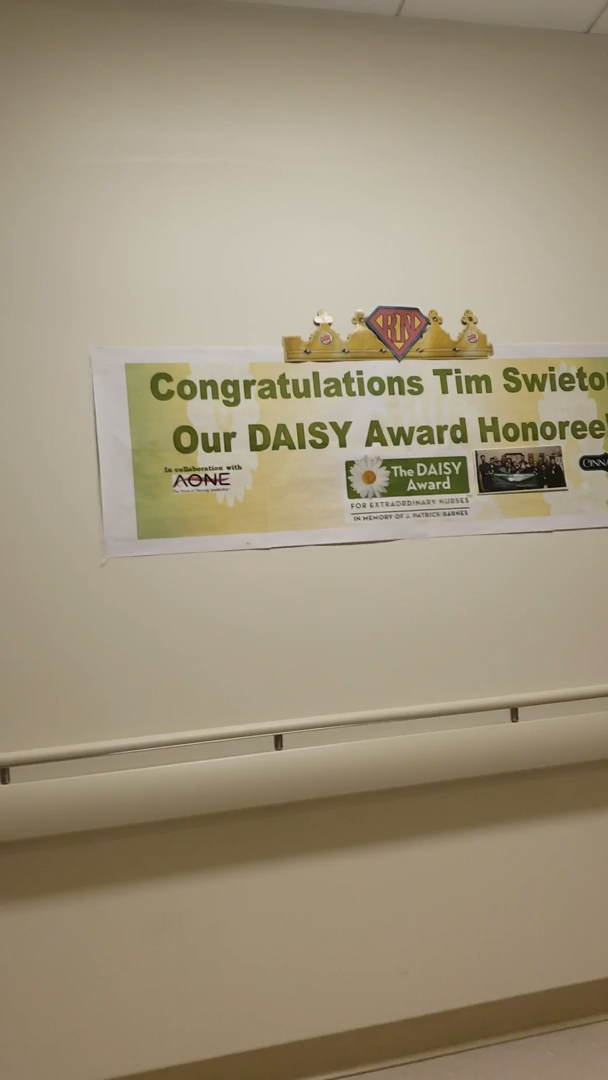 RN
Congratulations Tim Swieto
Our DAISY Award Honoree!
In collaboration with
AONE
The DAISY
Award
FOR EXTRAORDINARY NURSES
IN MEMORY OF J. PATRICK BARNES